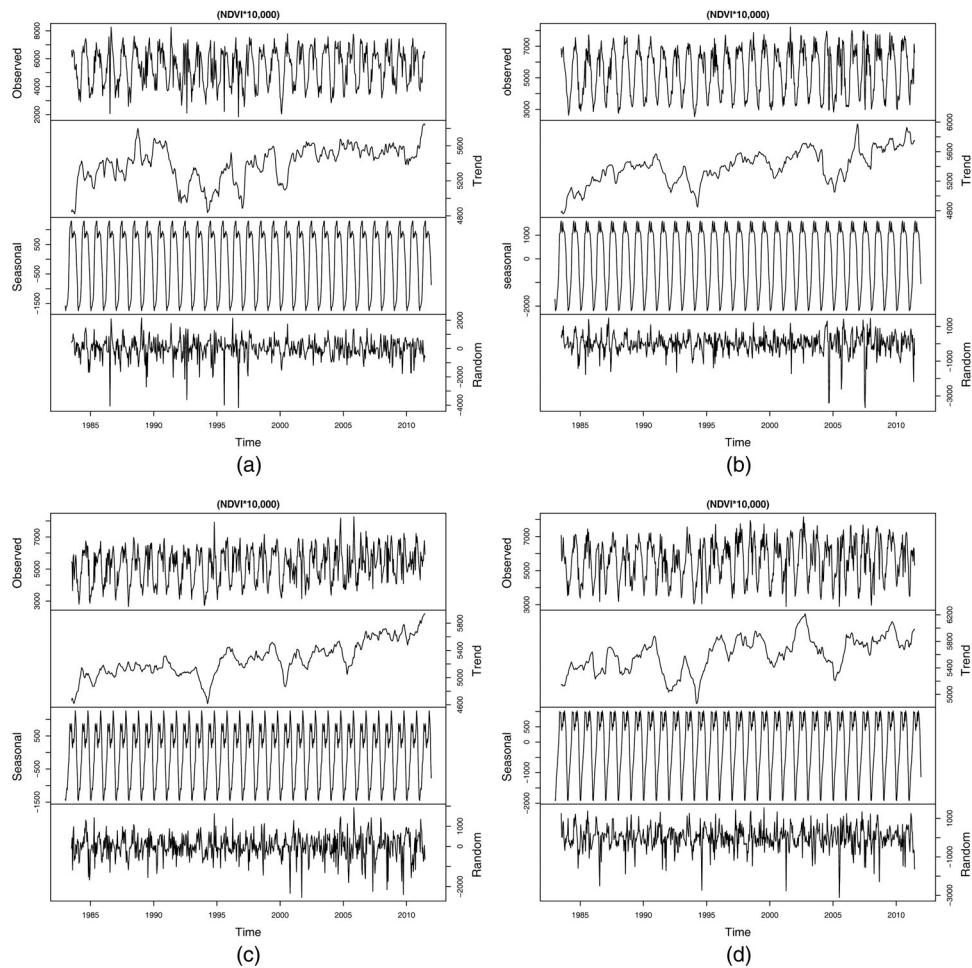 (NDVI*10,000)
Observed
2000 4000 6000 8000
Trend
4800 5200 5600
Seasonal
−1500 −500 500
Random
−4000 −2000 0 2000
1985 1990 1995 2000 2005 2010
Time
(a)
(NDVI*10,000)
observed
3000 5000 7000
Trend
4800 5200 5600 6000
seasonal
−2000 0 1000
Random
−3000 −1000 1000
1985 1990 1995 2000 2005 2010
Time
(b)
(NDVI*10,000)
Observed
3000 5000 7000
Trend
4600 5000 5400 5800
Seasonal
−1500 −500 500
Random
−2000 0 1000
1985 1990 1995 2000 2005 2010
Time
(c)
(NDVI*10,000)
Observed
3000 5000 7000
Trend
5000 5400 5800 6200
Seasonal
−2000 −1000 0 500
Random
−3000 −1000 1000
1985 1990 1995 2000 2005 2010
Time
(d)